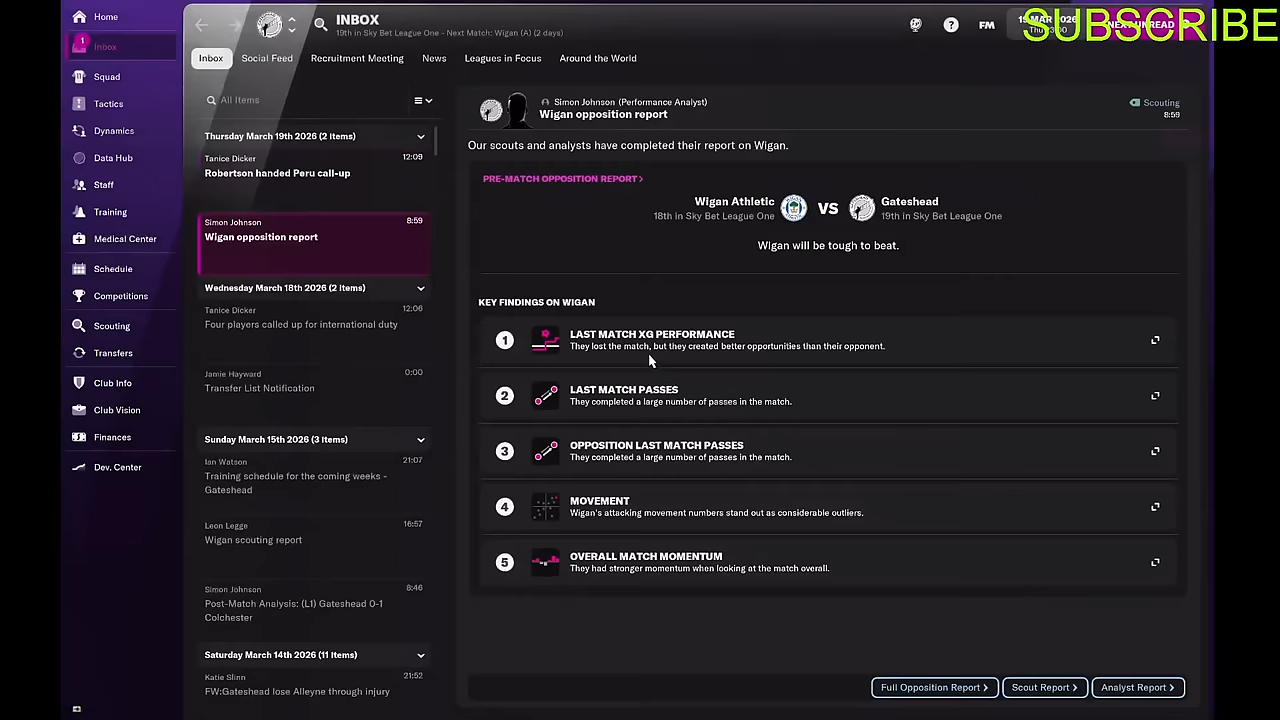 Home
INBOX
19th in Sky Bet League One - Next Match: Wigan (A) (2 days)
FM
SUBSCRIBE
1
Inbox
Squad
Tactics
Dynamics
Data Hub
Staff
Training
Medical Center
Schedule
Competitions
Scouting
Transfers
Club Info
Club Vision
Finances
Dev. Center
Inbox
Social Feed
Recruitment Meeting
News
Leagues in Focus
Around the World
All Items
Thursday March 19th 2026 (2 Items)
Tanice Dicker
12:09
Robertson handed Peru call-up
Simon Johnson
8:59
Wigan opposition report
Wednesday March 18th 2026 (2 Items)
Tanice Dicker
12:06
Four players called up for international duty
Jamie Hayward
0:00
Transfer List Notification
Sunday March 15th 2026 (3 Items)
Ian Watson
21:07
Training schedule for the coming weeks -
Gateshead
Leon Legge
16:57
Wigan scouting report
Simon Johnson
8:46
Post-Match Analysis: (L1) Gateshead 0-1
Colchester
Saturday March 14th 2026 (11 Items)
Katie Slinn
21:52
FW:Gateshead lose Alleyne through injury
Simon Johnson (Performance Analyst)
Wigan opposition report
Scouting
8:59
Our scouts and analysts have completed their report on Wigan.
PRE-MATCH OPPOSITION REPORT >
Wigan Athletic
18th in Sky Bet League One
VS
Gateshead
19th in Sky Bet League One
Wigan will be tough to beat.
KEY FINDINGS ON WIGAN
1
LAST MATCH XG PERFORMANCE
They lost the match, but they created better opportunities than their opponent.
2
LAST MATCH PASSES
They completed a large number of passes in the match.
3
OPPOSITION LAST MATCH PASSES
They completed a large number of passes in the match.
4
MOVEMENT
Wigan's attacking movement numbers stand out as considerable outliers.
5
OVERALL MATCH MOMENTUM
They had stronger momentum when looking at the match overall.
Full Opposition Report >
Scout Report >
Analyst Report >